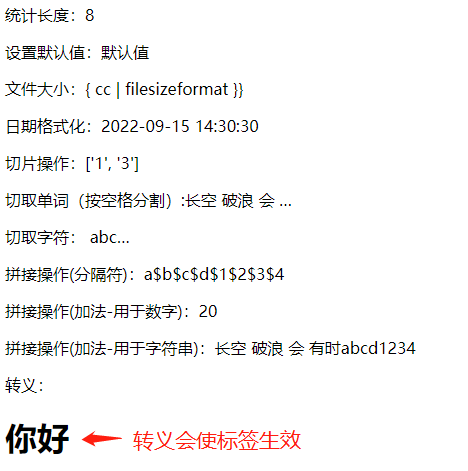 统计长度：8
设置默认值：默认值
文件大小：{ cc | filesizeformat }}
日期格式化：2022-09-15 14:30:30
切片操作：['1', '3']
切取单词（按空格分割）:长空 破浪 会 …
切取字符： abc…
拼接操作(分隔符)：a$b$c$d$1$2$3$4
拼接操作(加法-用于数字)：20
拼接操作(加法-用于字符串)：长空 破浪 会 有时abcd1234
转义：
你好 转义会使标签生效